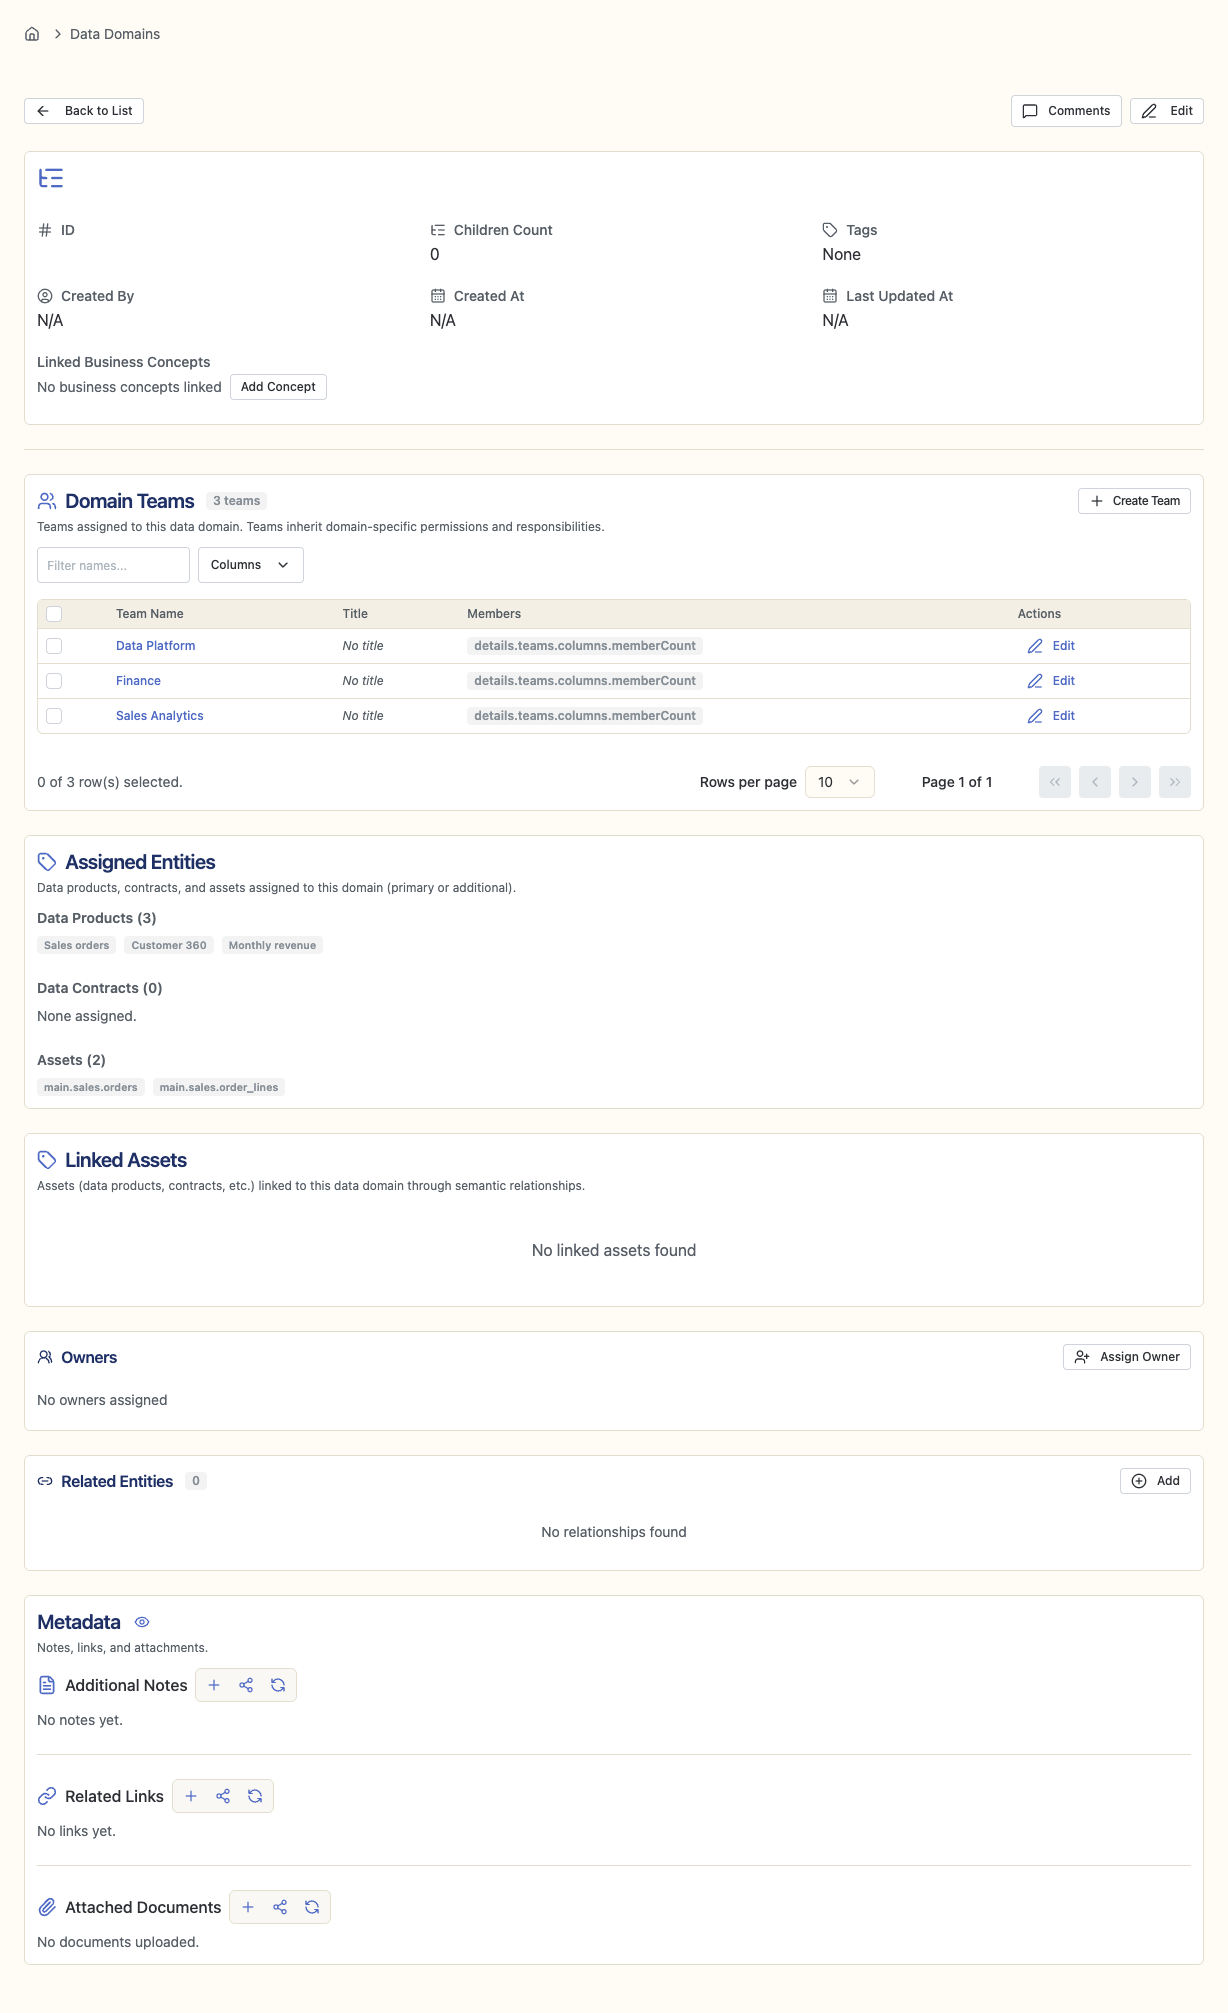 Data Domains
Back to List
Comments
Edit
ID
Children Count
0
Tags
None
Created By
N/A
Created At
N/A
Last Updated At
N/A
Linked Business Concepts
No business concepts linked
Add Concept
Domain Teams
3 teams
Create Team
Teams assigned to this data domain. Teams inherit domain-specific permissions and responsibilities.
Filter names...
Columns
Team Name Title Members Actions
Data Platform No title details.teams.columns.memberCount Edit
Finance No title details.teams.columns.memberCount Edit
Sales Analytics No title details.teams.columns.memberCount Edit
0 of 3 row(s) selected.
Rows per page
10
Page 1 of 1
Assigned Entities
Data products, contracts, and assets assigned to this domain (primary or additional).
Data Products (3)
Sales orders Customer 360 Monthly revenue
Data Contracts (0)
None assigned.
Assets (2)
main.sales.orders main.sales.order_lines
Linked Assets
Assets (data products, contracts, etc.) linked to this data domain through semantic relationships.
No linked assets found
Owners
Assign Owner
No owners assigned
Related Entities
0
Add
No relationships found
Metadata
Notes, links, and attachments.
Additional Notes
No notes yet.
Related Links
No links yet.
Attached Documents
No documents uploaded.